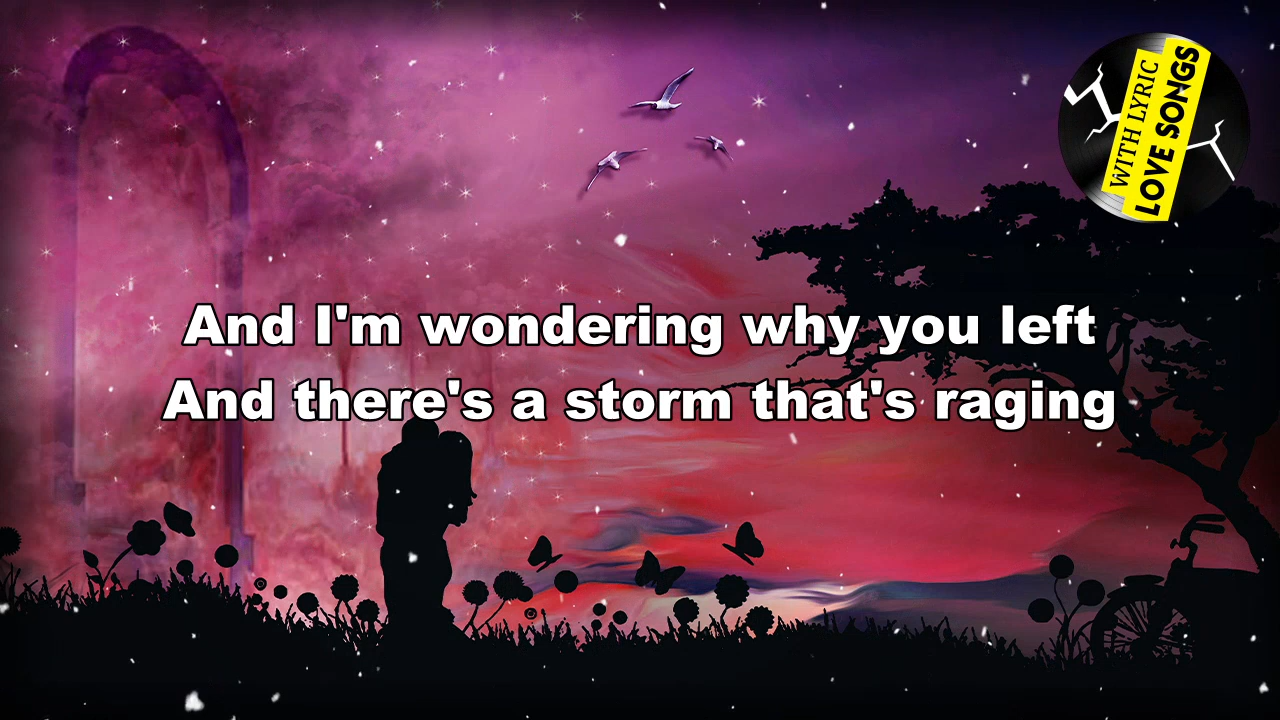 WITH LYRIC
LOVE SONGS
And I'm wondering why you left
And there's a storm that's raging